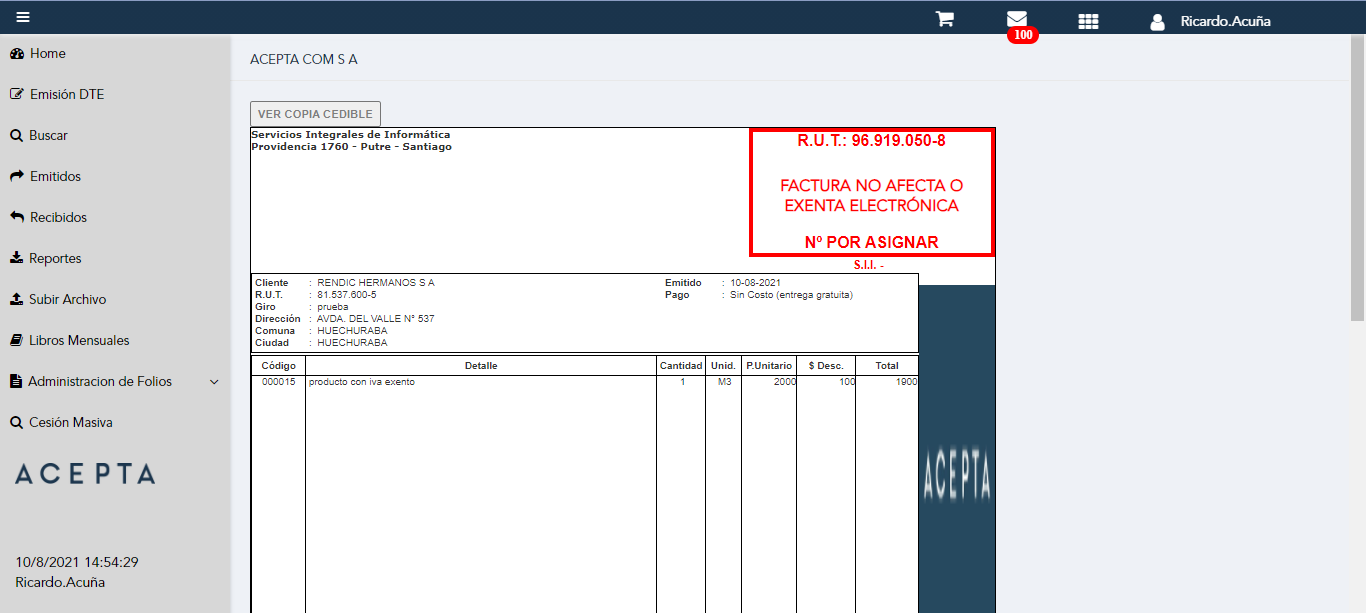 Ricardo.Acuña
100
Home
Emisión DTE
Buscar
Emitidos
Recibidos
Reportes
Subir Archivo
Libros Mensuales
Administracion de Folios
Cesión Masiva
ACEPTA
10/8/2021 14:54:29
Ricardo.Acuña
ACEPTA COM S A
VER COPIA CEDIBLE
Servicios Integrales de Informática
Providencia 1760 - Putre - Santiago
R.U.T.: 96.919.050-8
FACTURA NO AFECTA O
EXENTA ELECTRÓNICA
Nº POR ASIGNAR
S.I.I. -
Cliente : RENDIC HERMANOS S A Emitido : 10-08-2021
R.U.T. : 81.537.600-5 Pago : Sin Costo (entrega gratuita)
Giro : prueba
Dirección : AVDA. DEL VALLE N° 537
Comuna : HUECHURABA
Ciudad : HUECHURABA
Código Detalle Cantidad Unid. P.Unitario $ Desc. Total
000015 producto con iva exento 1 M3 2000 100 1900
ACEPTA